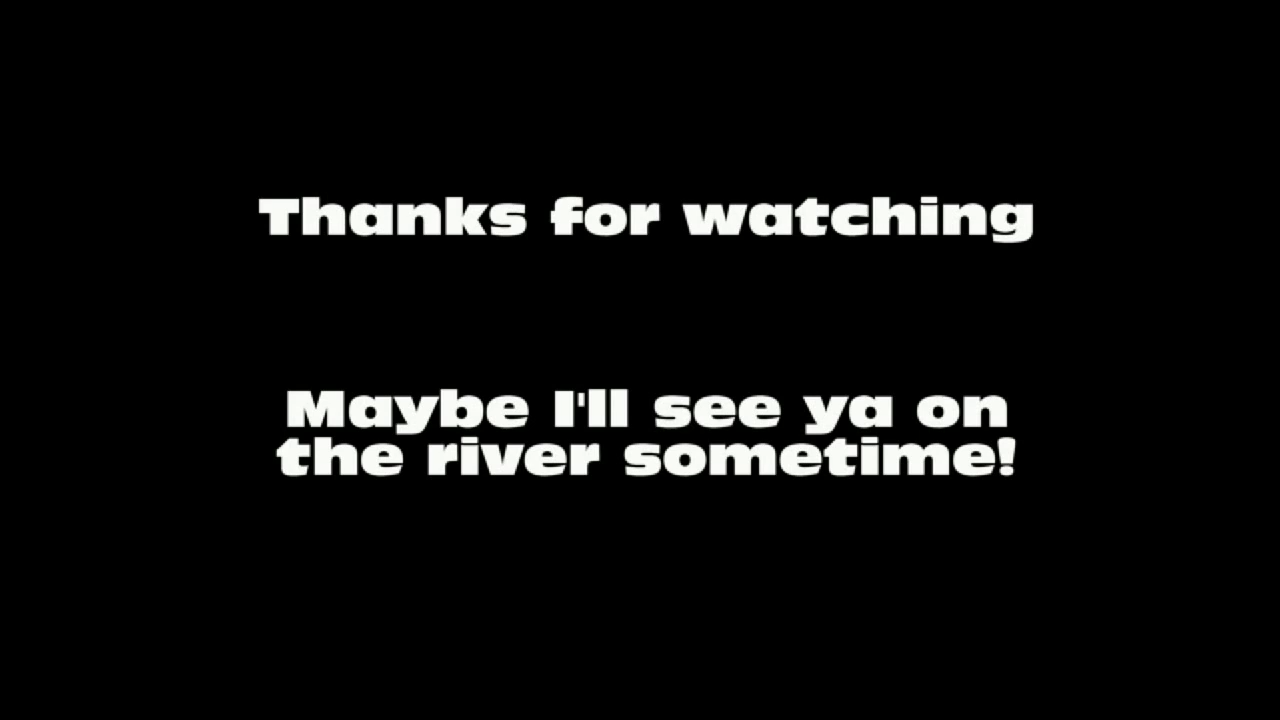 Thanks for watching
Maybe I'll see ya on
the river sometime!